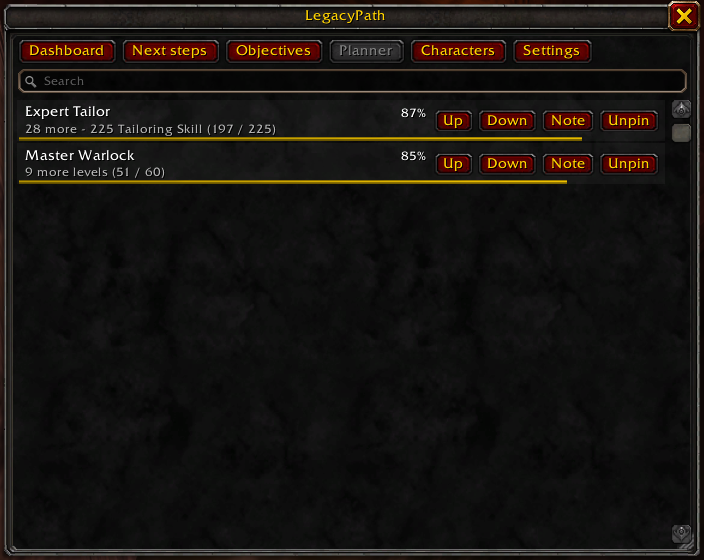 LegacyPath
Dashboard Next steps Objectives Planner Characters Settings
Search
Expert Tailor 87% Up Down Note Unpin
28 more - 225 Tailoring Skill (197 / 225)
Master Warlock 85% Up Down Note Unpin
9 more levels (51 / 60)